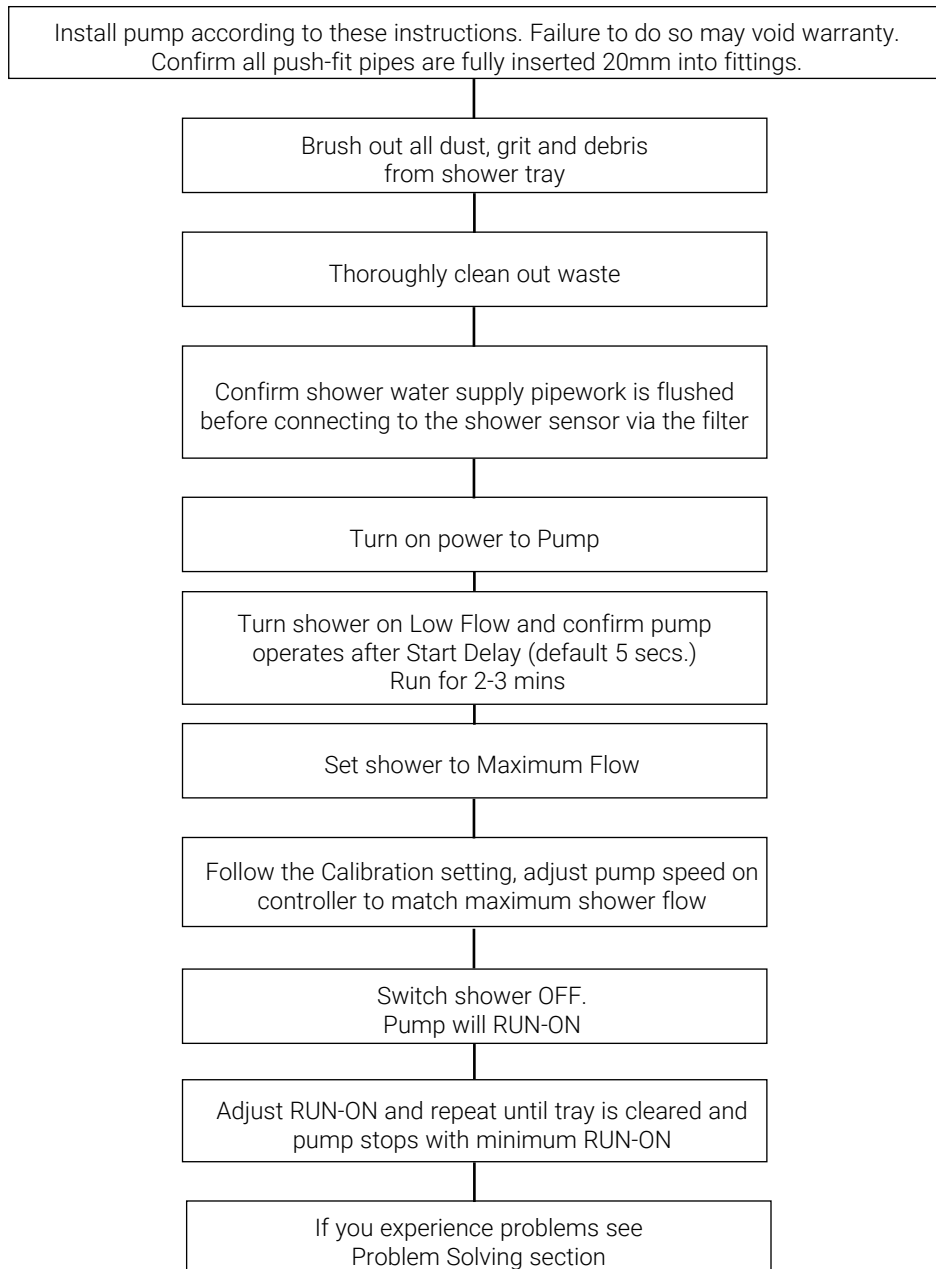 Install pump according to these instructions. Failure to do so may void warranty.
Confirm all push-fit pipes are fully inserted 20mm into fittings.
Brush out all dust, grit and debris
from shower tray
Thoroughly clean out waste
Confirm shower water supply pipework is flushed
before connecting to the shower sensor via the filter
Turn on power to Pump
Turn shower on Low Flow and confirm pump
operates after Start Delay (default 5 secs.)
Run for 2-3 mins
Set shower to Maximum Flow
Follow the Calibration setting, adjust pump speed on
controller to match maximum shower flow
Switch shower OFF.
Pump will RUN-ON
Adjust RUN-ON and repeat until tray is cleared and
pump stops with minimum RUN-ON
If you experience problems see
Problem Solving section